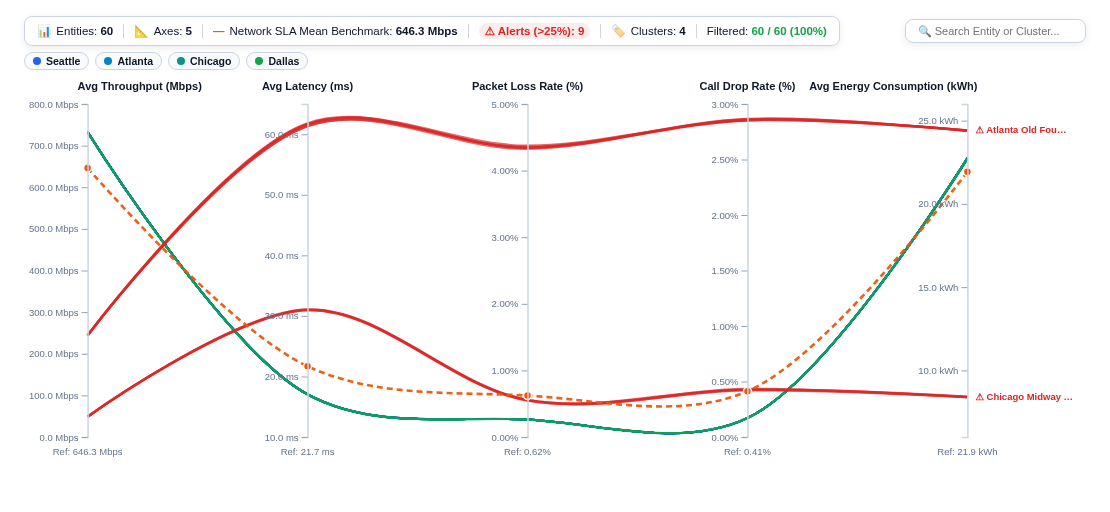 📊 Entities: 60 📐 Axes: 5 — Network SLA Mean Benchmark: 646.3 Mbps ⚠ Alerts (>25%): 9 🏷️ Clusters: 4 Filtered: 60 / 60 (100%) 🔍 Search Entity or Cluster...
Seattle Atlanta Chicago Dallas
Avg Throughput (Mbps) Avg Latency (ms) Packet Loss Rate (%) Call Drop Rate (%) Avg Energy Consumption (kWh)
800.0 Mbps 5.00% 3.00%
25.0 kWh
⚠ Atlanta Old Fou...
60.0 ms
700.0 Mbps
2.50%
4.00%
600.0 Mbps
50.0 ms
20.0 kWh
2.00%
500.0 Mbps
3.00%
40.0 ms
400.0 Mbps 1.50%
15.0 kWh
2.00%
300.0 Mbps
30.0 ms
1.00%
200.0 Mbps
1.00% 10.0 kWh
20.0 ms
0.50%
100.0 Mbps
⚠ Chicago Midway ...
0.0 Mbps 10.0 ms 0.00% 0.00%
Ref: 646.3 Mbps Ref: 21.7 ms Ref: 0.62% Ref: 0.41% Ref: 21.9 kWh